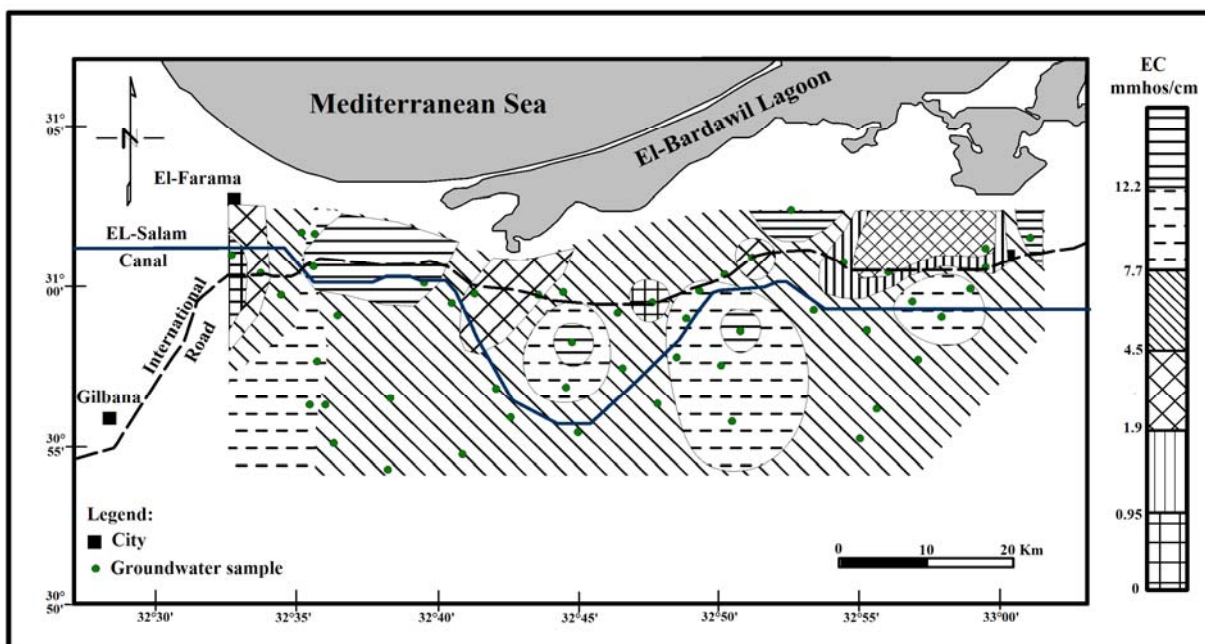 EC
mmhos/cm
Mediterranean Sea
El-Bardawil Lagoon
31°
05'
N
12.2
El-Farama
EL-Salam
Canal
7.7
31°
00'
International
Road
4.5
Gilbana
1.9
30°
55'
Legend:
City
0.95
Groundwater sample
0
10
20 Km
0
30°
50'
32°30'
32°35'
32°40'
32°45'
32°50'
32°55'
33°00'